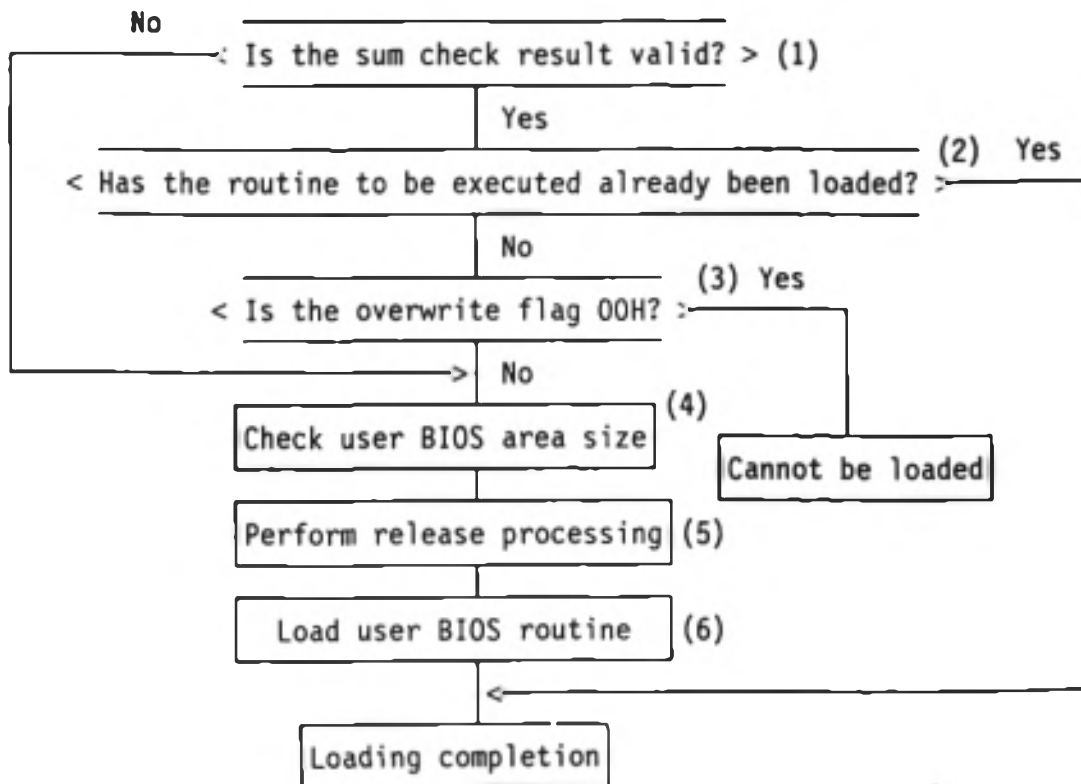 No
< Is the sum check result valid? > (1)
Yes
(2) Yes
< Has the routine to be executed already been loaded? >
No
(3) Yes
< Is the overwrite flag 00H? >
> No
(4)
Check user BIOS area size
Cannot be loaded
Perform release processing (5)
Load user BIOS routine (6)
<
Loading completion